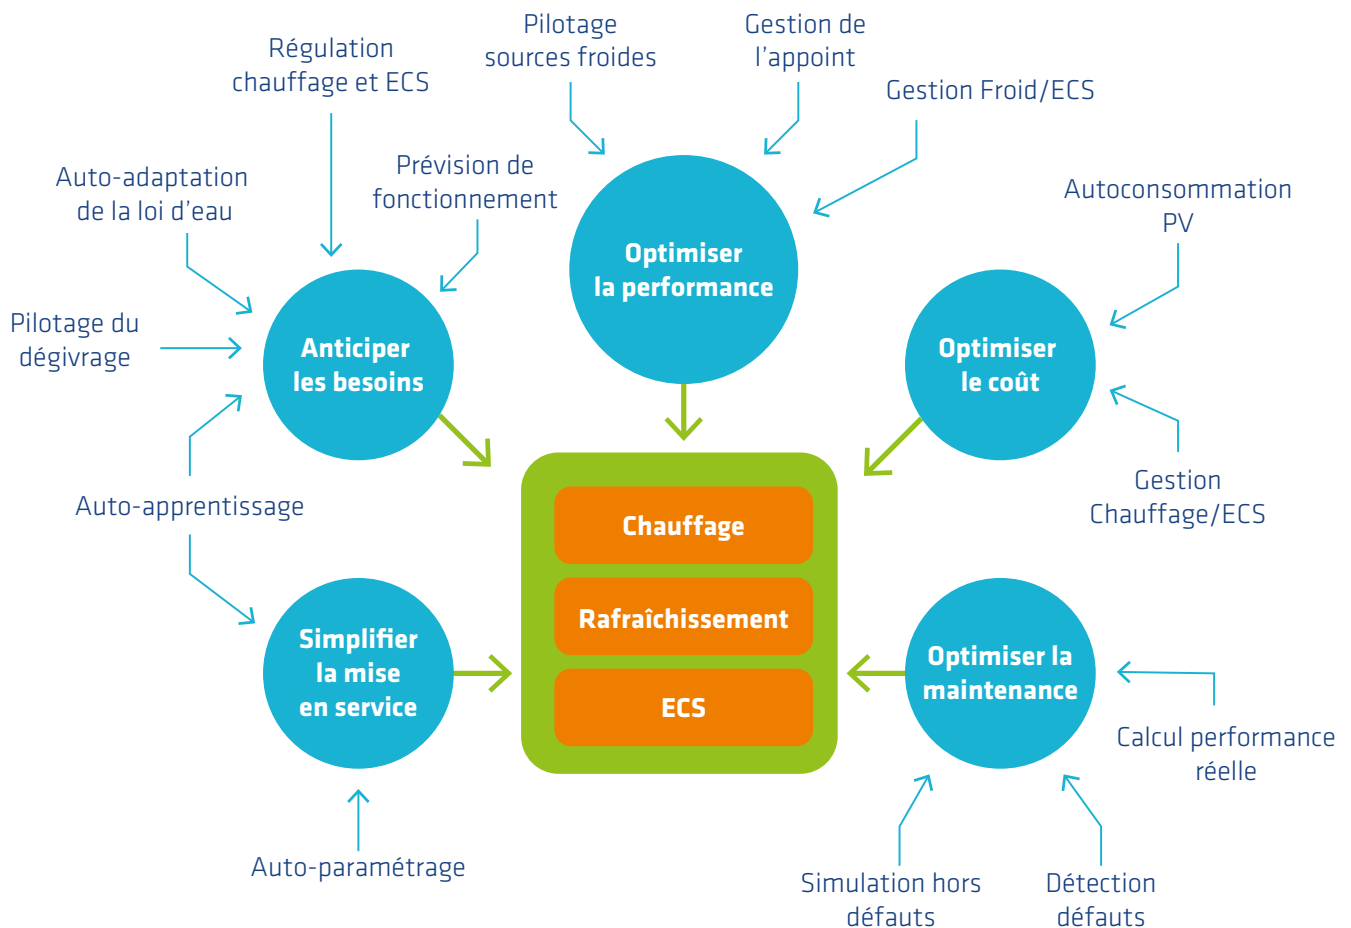 Pilotage
sources froides
Gestion de
l'appoint
Régulation
chauffage et ECS
Gestion Froid/ECS
Prévision de
fonctionnement
Auto-adaptation
de la loi d'eau
Autoconsommation
PV
Optimiser
la performance
Pilotage du
dégivrage
Anticiper
les besoins
Optimiser
le coût
Auto-apprentissage
Gestion
Chauffage/ECS
Chauffage
Rafraîchissement
ECS
Simplifier
la mise
en service
Optimiser la
maintenance
Calcul performance
réelle
Auto-paramétrage
Simulation hors
défauts
Détection
défauts